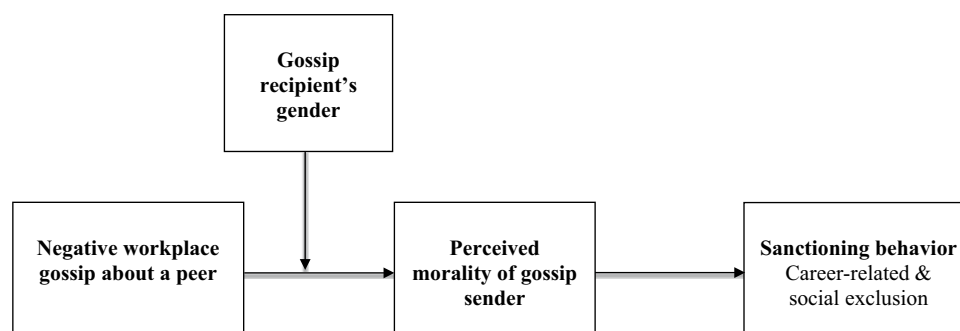 Gossip
recipient’s
gender
Negative workplace
gossip about a peer
Perceived
morality of gossip
sender
Sanctioning behavior
Career-related &
social exclusion